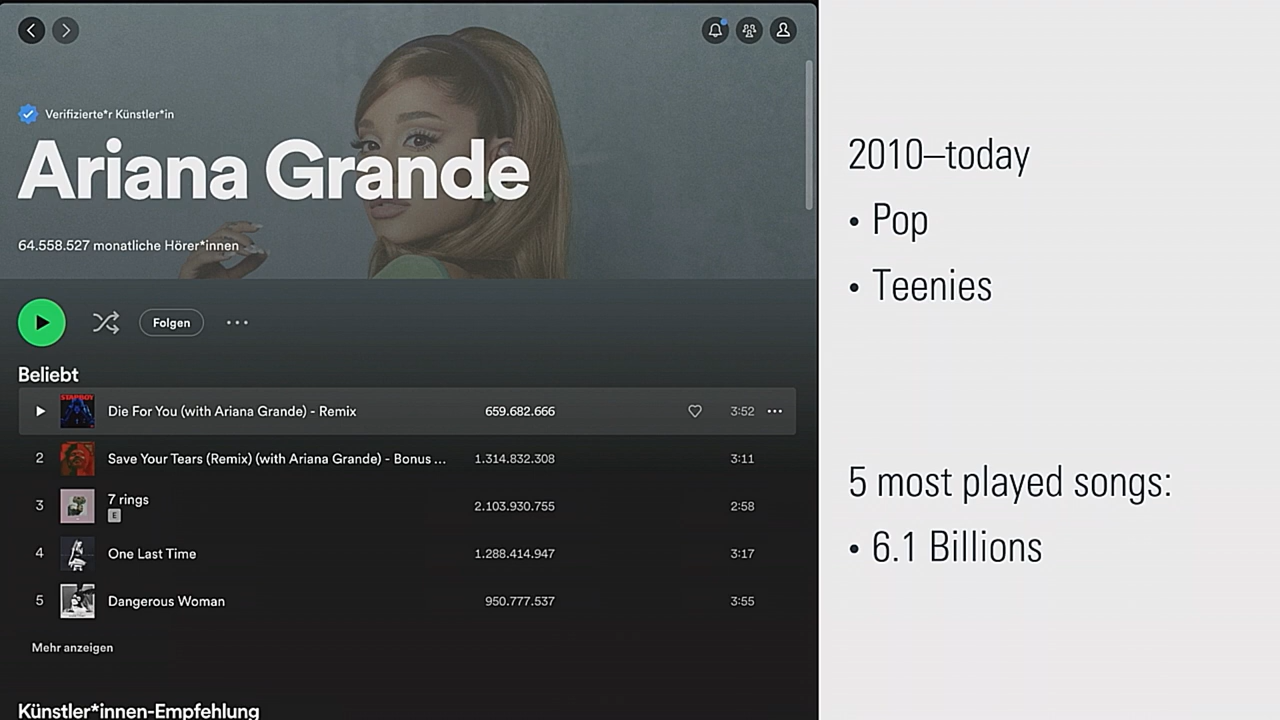 Verifizierte*r Künstler*in
Ariana Grande
64.558.527 monatliche Hörer*innen
Folgen
Beliebt
Die For You (with Ariana Grande) - Remix 659.682.666 3:52
2 Save Your Tears (Remix) (with Ariana Grande) - Bonus ... 1.314.832.308 3:11
3 7 rings 2.103.930.755 2:58
E
4 One Last Time 1.288.414.947 3:17
5 Dangerous Woman 950.777.537 3:55
Mehr anzeigen
Künstler*innen-Empfehlung
2010–today
• Pop
• Teenies
5 most played songs:
• 6.1 Billions